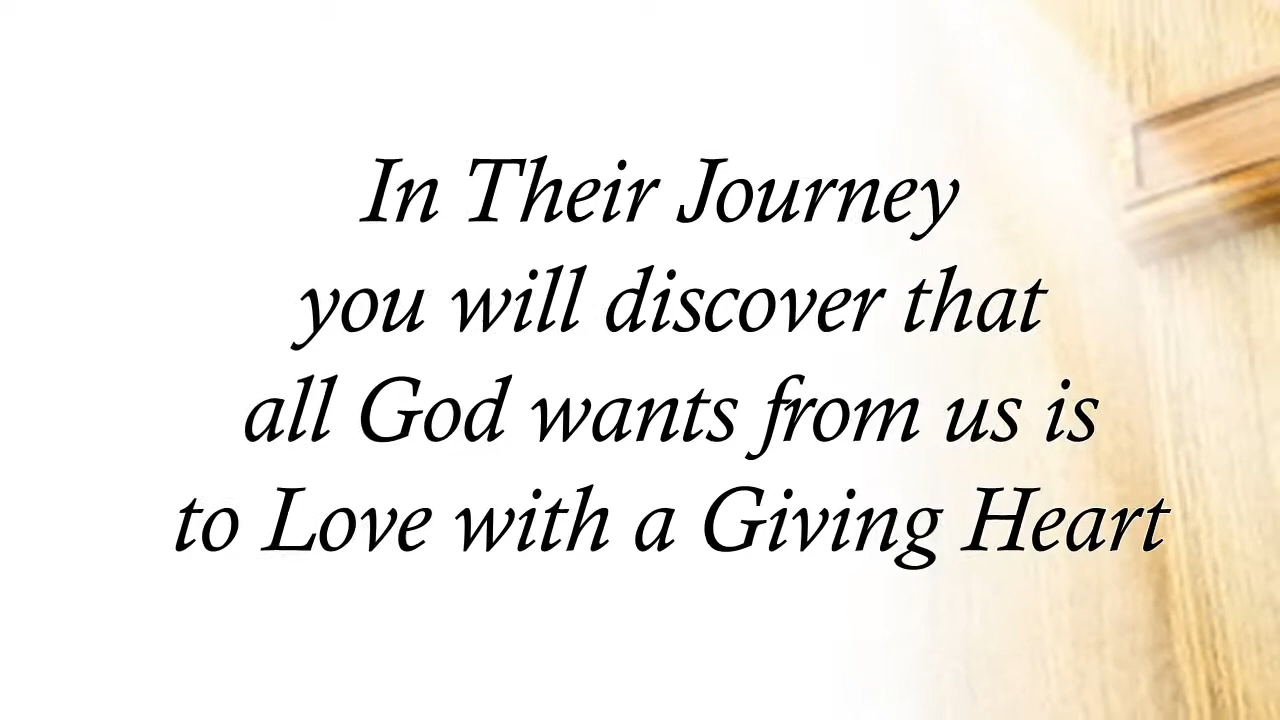 In Their Journey
you will discover that
all God wants from us is
to Love with a Giving Heart